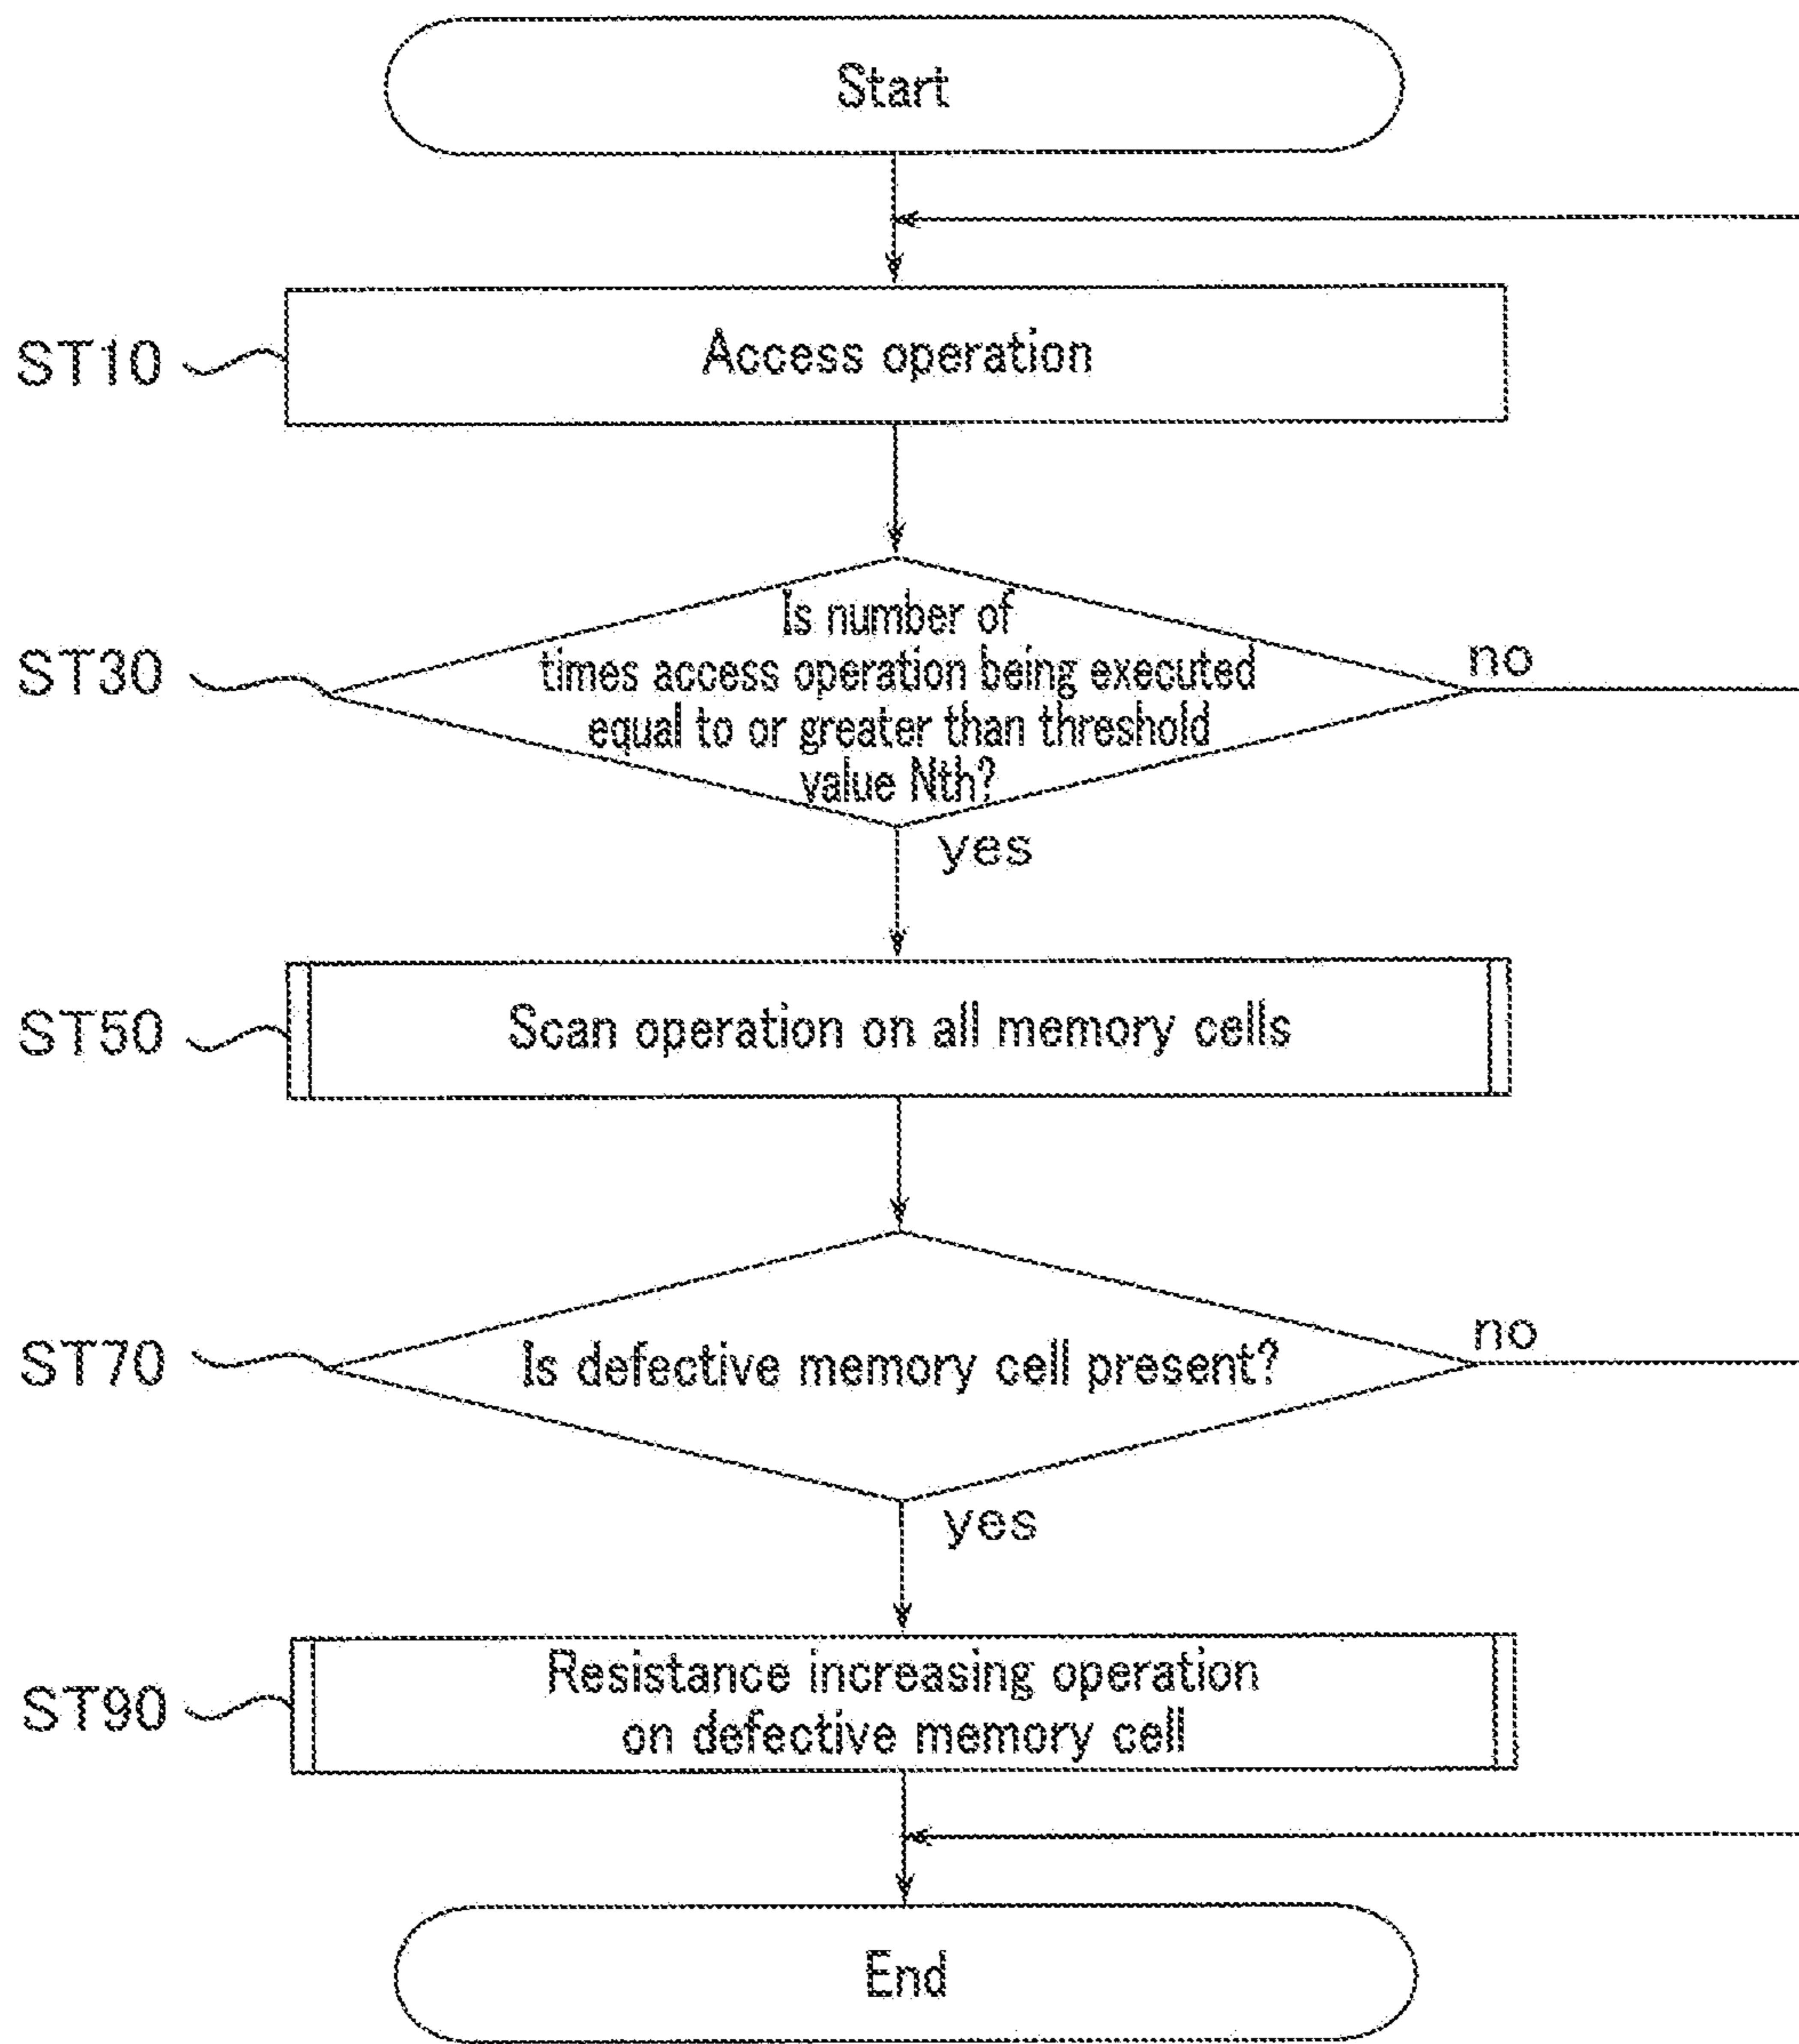 Start
ST10
Access operation
ST30
Is number of
times access operation being executed
equal to or greater than threshold
value Nth?
no
yes
ST50
Scan operation on all memory cells
ST70
Is defective memory cell present?
no
yes
ST90
Resistance increasing operation
on defective memory cell
End